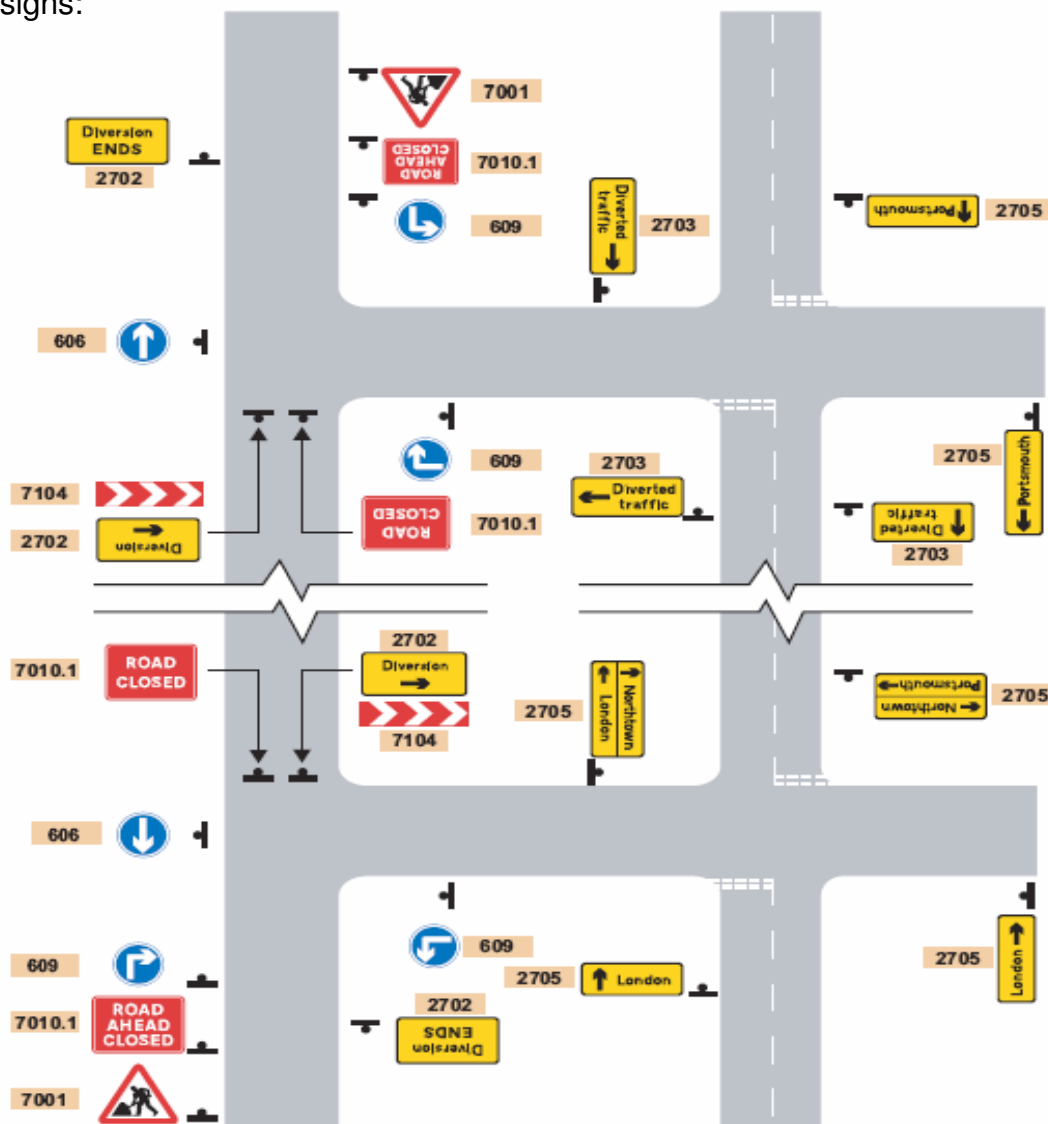 signs:
7001
Diversion
ENDS
2702
ROAD
AHEAD
CLOSED
7010.1
609
Diverted
traffic
2703
Portsmouth
2705
606
609
2703
Diverted
traffic
2705
Portsmouth
7104
2702
Diversion
ROAD
CLOSED
7010.1
Diverted
traffic
2703
7010.1
ROAD
CLOSED
2702
Diversion
7104
2705
Northtown
London
Northtown
Portsmouth
2705
606
609
609
2705
London
2705
London
7010.1
ROAD
AHEAD
CLOSED
2702
Diversion
ENDS
7001